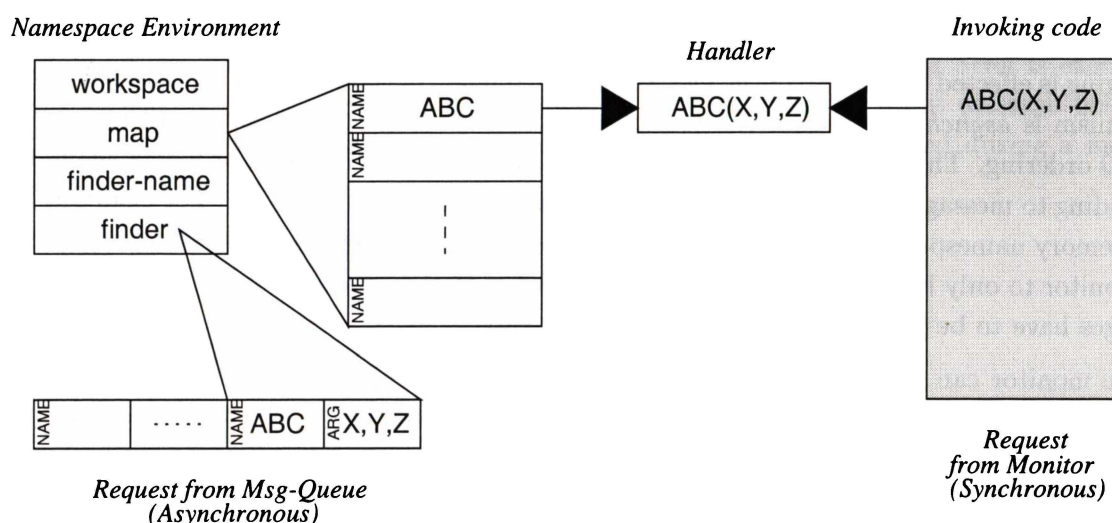 Namespace Environment
workspace
map
finder-name
finder
NAME ABC
NAME
NAME
Handler
ABC(X,Y,Z)
Invoking code
ABC(X,Y,Z)
NAME ..... NAME ABC ARG X,Y,Z
Request from Msg-Queue
(Asynchronous)
Request
from Monitor
(Synchronous)